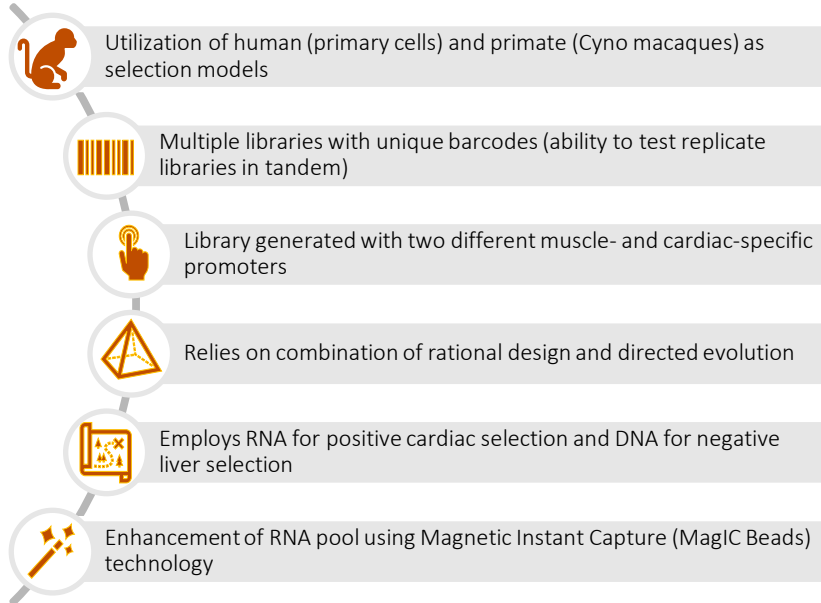 Utilization of human (primary cells) and primate (Cyno macaques) as
selection models
Multiple libraries with unique barcodes (ability to test replicate
libraries in tandem)
Library generated with two different muscle- and cardiac-specific
promoters
Relies on combination of rational design and directed evolution
Employs RNA for positive cardiac selection and DNA for negative
liver selection
Enhancement of RNA pool using Magnetic Instant Capture (MagIC Beads)
technology